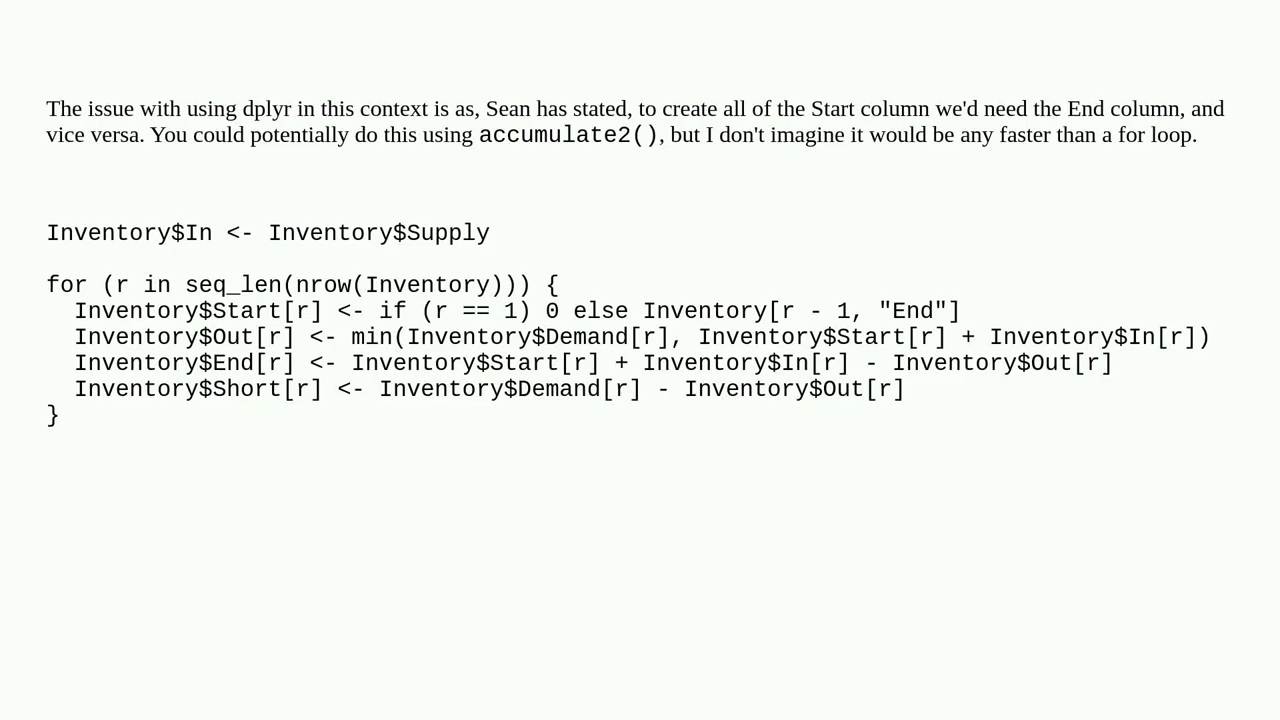 The issue with using dplyr in this context is as, Sean has stated, to create all of the Start column we'd need the End column, and
vice versa. You could potentially do this using accumulate2(), but I don't imagine it would be any faster than a for loop.
Inventory$In <- Inventory$Supply
for (r in seq_len(nrow(Inventory))) {
  Inventory$Start[r] <- if (r == 1) 0 else Inventory[r - 1, "End"]
  Inventory$Out[r] <- min(Inventory$Demand[r], Inventory$Start[r] + Inventory$In[r])
  Inventory$End[r] <- Inventory$Start[r] + Inventory$In[r] - Inventory$Out[r]
  Inventory$Short[r] <- Inventory$Demand[r] - Inventory$Out[r]
}